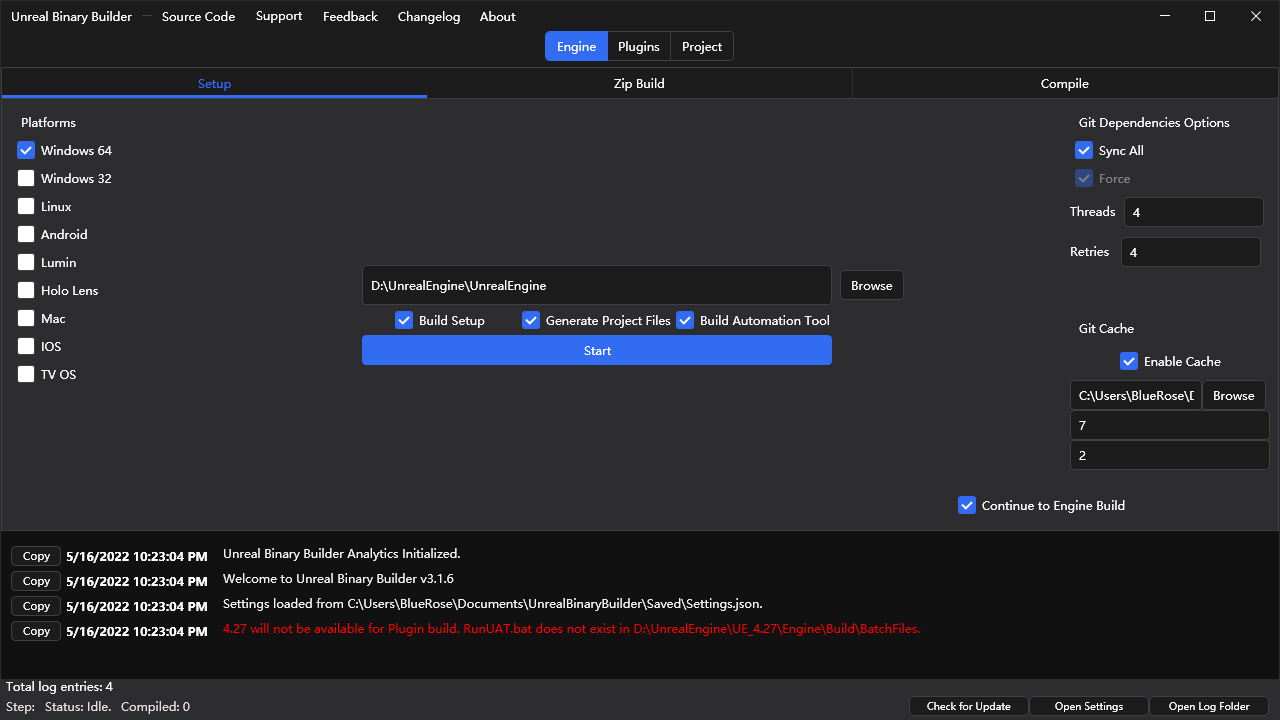 Unreal Binary Builder — Source Code Support Feedback Changelog About
Engine Plugins Project
Setup Zip Build Compile
Platforms
Windows 64
Windows 32
Linux
Android
Lumin
Holo Lens
Mac
IOS
TV OS
D:\UnrealEngine\UnrealEngine Browse
Build Setup Generate Project Files Build Automation Tool
Start
Git Dependencies Options
Sync All
Force
Threads 4
Retries 4
Git Cache
Enable Cache
C:\Users\BlueRose\ Browse
7
2
Continue to Engine Build
Copy 5/16/2022 10:23:04 PM Unreal Binary Builder Analytics Initialized.
Copy 5/16/2022 10:23:04 PM Welcome to Unreal Binary Builder v3.1.6
Copy 5/16/2022 10:23:04 PM Settings loaded from C:\Users\BlueRose\Documents\UnrealBinaryBuilder\Saved\Settings.json.
Copy 5/16/2022 10:23:04 PM 4.27 will not be available for Plugin build. RunUAT.bat does not exist in D:\UnrealEngine\UE_4.27\Engine\Build\BatchFiles.
Total log entries: 4
Step: Status: Idle. Compiled: 0
Check for Update Open Settings Open Log Folder